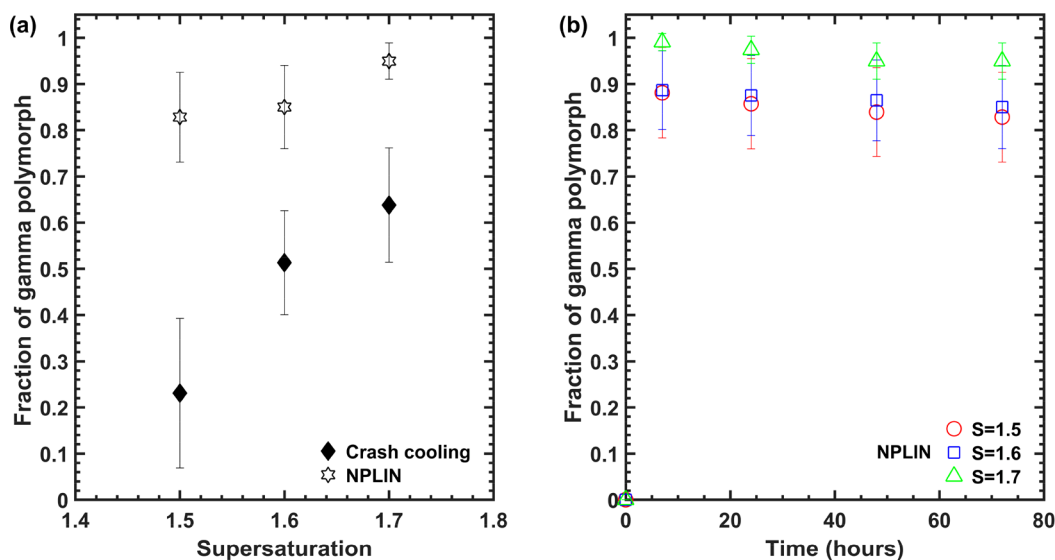 (a)
Fraction of gamma polymorph
1
0.9
0.8
0.7
0.6
0.5
0.4
0.3
0.2
0.1
0
1.4 1.5 1.6 1.7 1.8
Supersaturation
Crash cooling
NPLIN
(b)
Fraction of gamma polymorph
1
0.9
0.8
0.7
0.6
0.5
0.4
0.3
0.2
0.1
0
0 20 40 60 80
Time (hours)
NPLIN
S=1.5
S=1.6
S=1.7